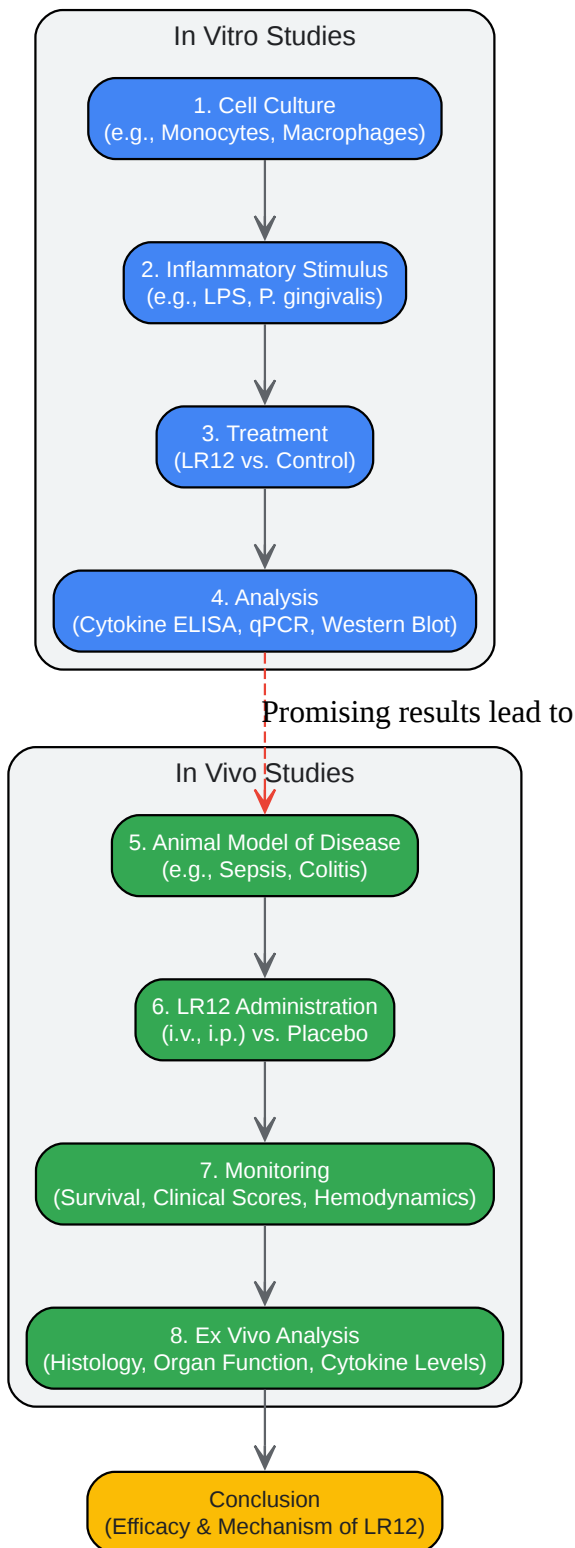 In Vitro Studies
1. Cell Culture
(e.g., Monocytes, Macrophages)
2. Inflammatory Stimulus
(e.g., LPS, P. gingivalis)
3. Treatment
(LR12 vs. Control)
4. Analysis
(Cytokine ELISA, qPCR, Western Blot)
Promising results lead to
In Vivo Studies
5. Animal Model of Disease
(e.g., Sepsis, Colitis)
6. LR12 Administration
(i.v., i.p.) vs. Placebo
7. Monitoring
(Survival, Clinical Scores, Hemodynamics)
8. Ex Vivo Analysis
(Histology, Organ Function, Cytokine Levels)
Conclusion
(Efficacy & Mechanism of LR12)